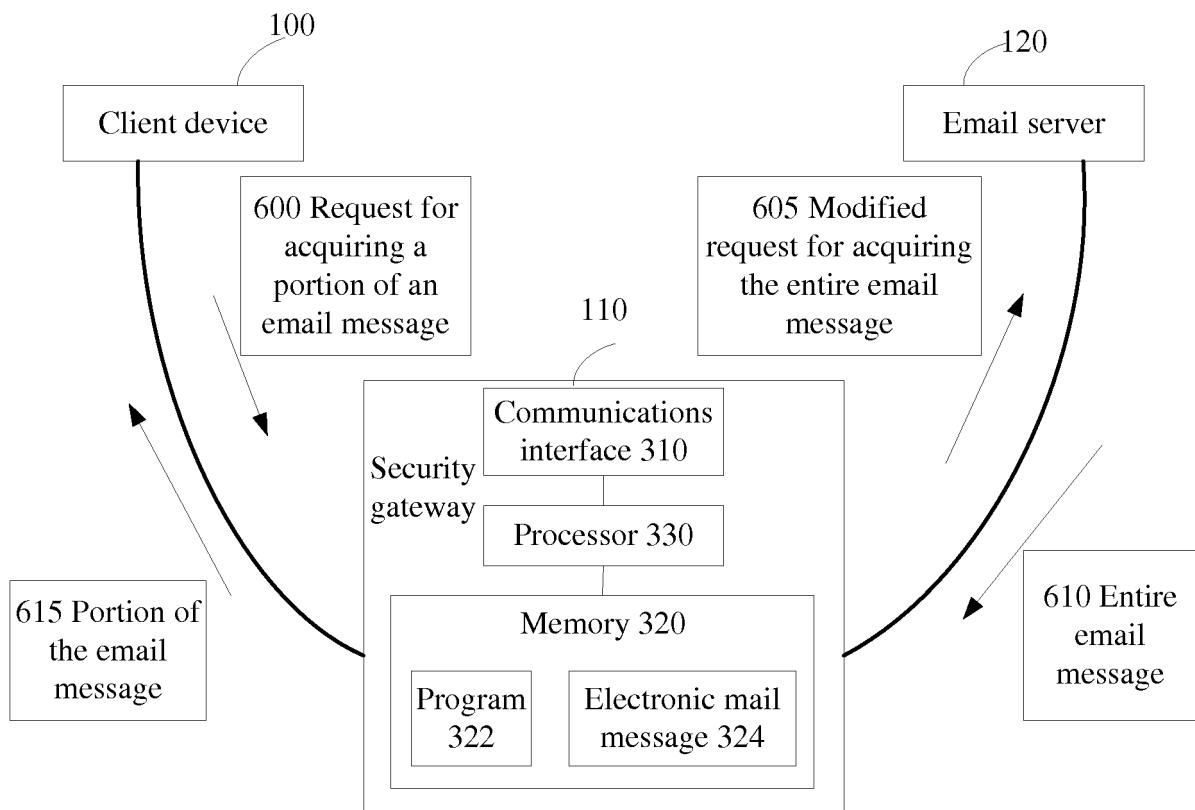 100
120
Client device
Email server
600 Request for
acquiring a
portion of an
email message
605 Modified
request for acquiring
the entire email
message
110
Communications
interface 310
Security
gateway
Processor 330
615 Portion of
the email
message
Memory 320
Program
322
Electronic mail
message 324
610 Entire
email
message